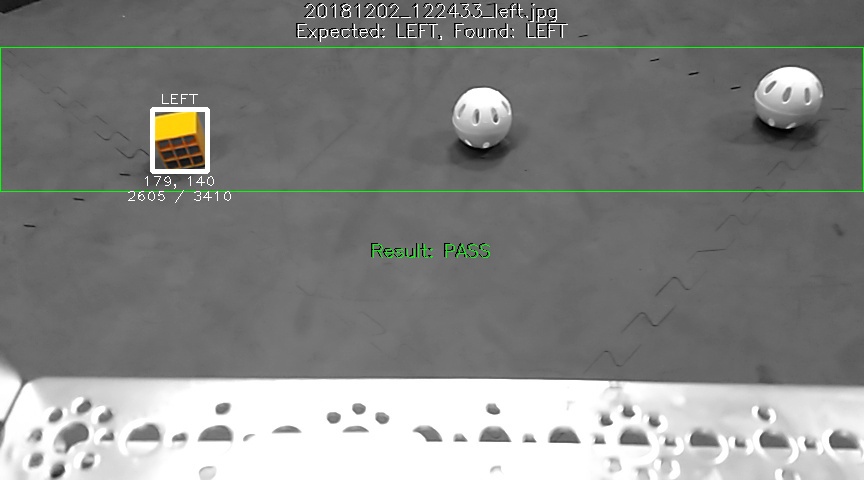 20181202_122433_left.jpg
Expected: LEFT, Found: LEFT
LEFT
179, 140
2605 / 3410
Result: PASS